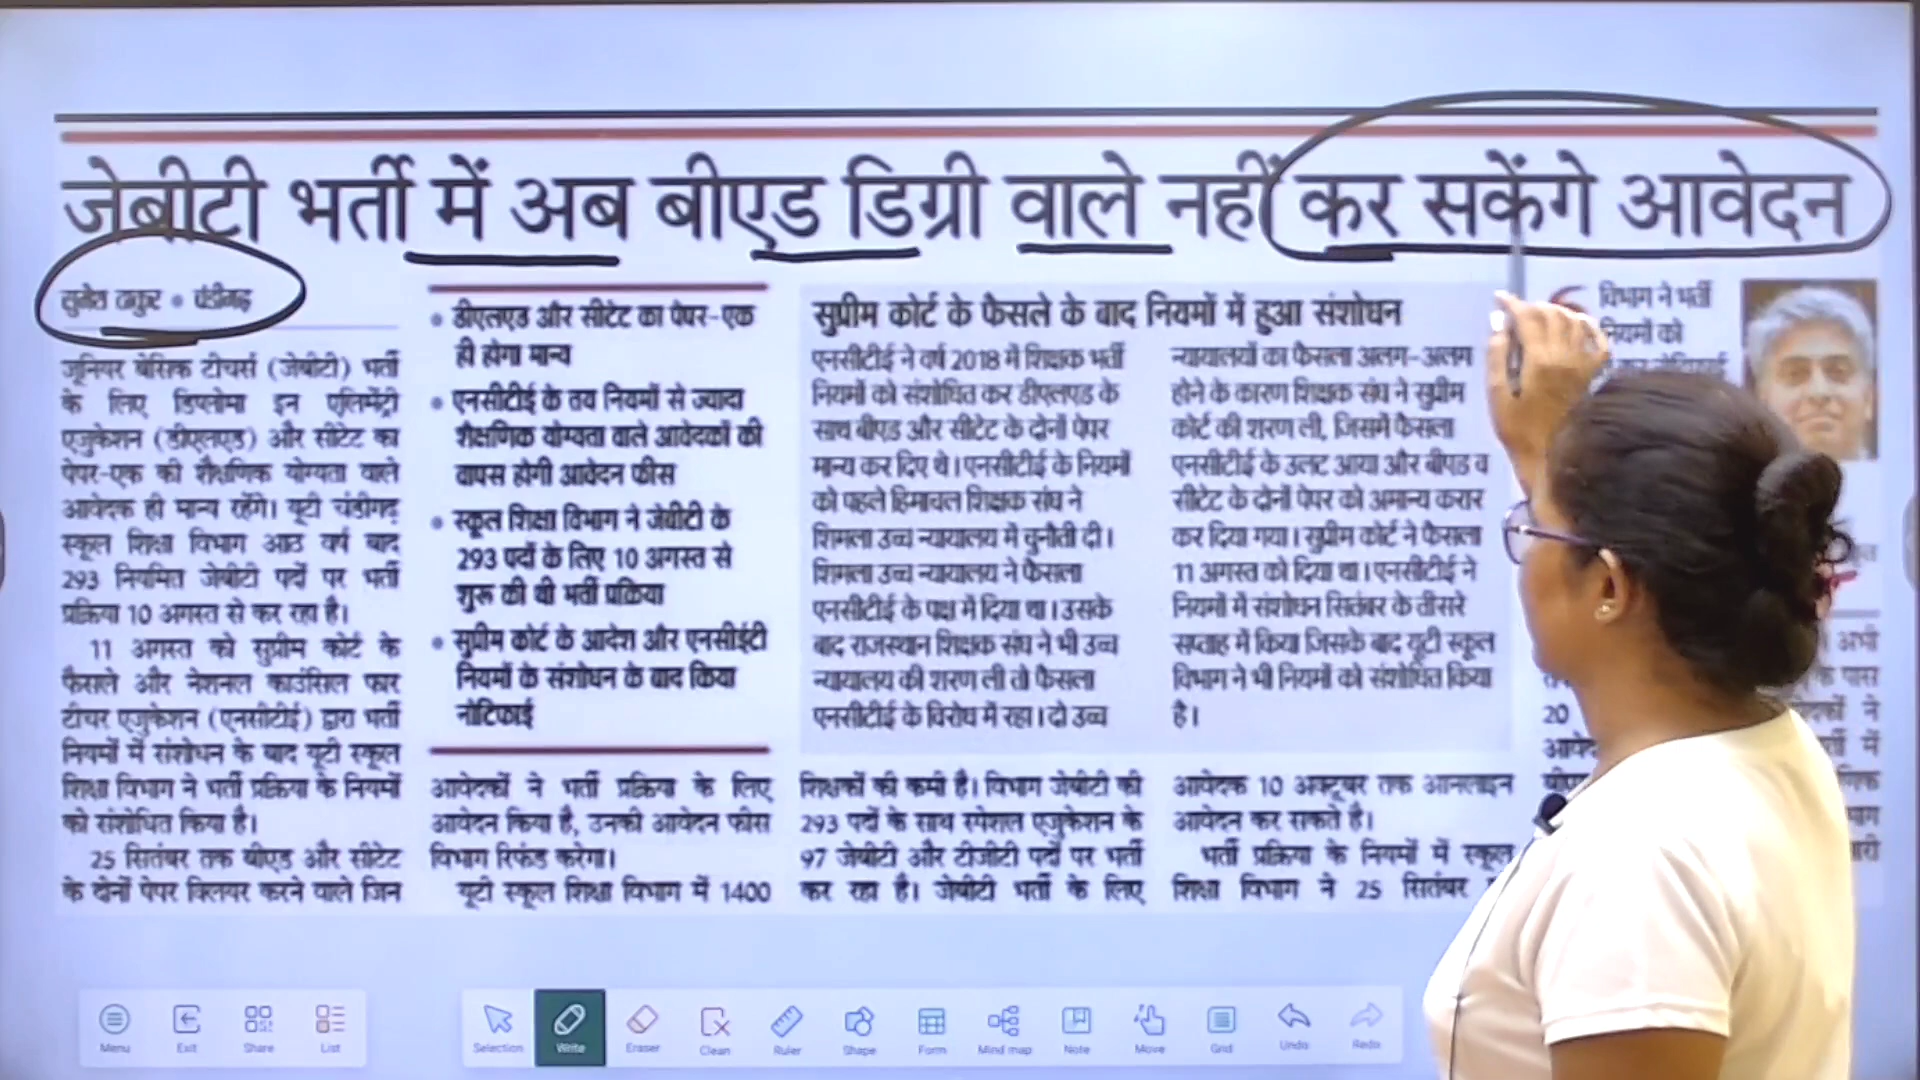 जेबीटी भर्ती में अब बीएड डिग्री वाले नहीं कर सकेंगे आवेदन
सुमेश ठाकुर • चंडीगढ़
जूनियर बेसिक टीचर्स (जेबीटी) भर्ती
के लिए डिप्लोमा इन एलिमेंट्री
एजुकेशन (डीएलएड) और सीटेट का
पेपर-एक की शैक्षणिक योग्यता वाले
आवेदक ही मान्य रहेंगे। यूटी चंडीगढ़
स्कूल शिक्षा विभाग आठ वर्ष बाद
293 नियमित जेबीटी पदों पर भर्ती
प्रक्रिया 10 अगस्त से कर रहा है।
11 अगस्त को सुप्रीम कोर्ट के
फैसले और नेशनल काउंसिल फार
टीचर एजुकेशन (एनसीटीई) द्वारा भर्ती
नियमों में संशोधन के बाद यूटी स्कूल
शिक्षा विभाग ने भर्ती प्रक्रिया के नियमों
को संशोधित किया है।
25 सितंबर तक बीएड और सीटेट
के दोनों पेपर क्लियर करने वाले जिन
• डीएलएड और सीटेट का पेपर-एक
ही होगा मान्य
• एनसीटीई के तय नियमों से ज्यादा
शैक्षणिक योग्यता वाले आवेदकों की
वापस होगी आवेदन फीस
• स्कूल शिक्षा विभाग ने जेबीटी के
293 पदों के लिए 10 अगस्त से
शुरू की थी भर्ती प्रक्रिया
• सुप्रीम कोर्ट के आदेश और एनसीईटी
नियमों के संशोधन के बाद किया
नोटिफाई
आवेदकों ने भर्ती प्रक्रिया के लिए
आवेदन किया है, उनकी आवेदन फीस
विभाग रिफंड करेगा।
यूटी स्कूल शिक्षा विभाग में 1400
सुप्रीम कोर्ट के फैसले के बाद नियमों में हुआ संशोधन
एनसीटीई ने वर्ष 2018 में शिक्षक भर्ती
नियमों को संशोधित कर डीएलएड के
साथ बीएड और सीटेट के दोनों पेपर
मान्य कर दिए थे। एनसीटीई के नियमों
को पहले हिमाचल शिक्षक संघ ने
शिमला उच्च न्यायालय में चुनौती दी।
शिमला उच्च न्यायालय ने फैसला
एनसीटीई के पक्ष में दिया था। उसके
बाद राजस्थान शिक्षक संघ ने भी उच्च
न्यायालय की शरण ली तो फैसला
एनसीटीई के विरोध में रहा। दो उच्च
न्यायालयों का फैसला अलग-अलग
होने के कारण शिक्षक संघ ने सुप्रीम
कोर्ट की शरण ली, जिसमें फैसला
एनसीटीई के उलट आया और बीएड व
सीटेट के दोनों पेपर को अमान्य करार
कर दिया गया। सुप्रीम कोर्ट ने फैसला
11 अगस्त को दिया था। एनसीटीई ने
नियमों में संशोधन सितंबर के तीसरे
सप्ताह में किया जिसके बाद यूटी स्कूल
विभाग ने भी नियमों को संशोधित किया
है।
शिक्षकों की कमी है। विभाग जेबीटी की
293 पदों के साथ स्पेशल एजुकेशन के
97 जेबीटी और टीजीटी पदों पर भर्ती
कर रहा है। जेबीटी भर्ती के लिए
आवेदक 10 अक्टूबर तक आनलाइन
आवेदन कर सकते है।
भर्ती प्रक्रिया के नियमों में स्कूल
शिक्षा विभाग ने 25 सितंबर
विभाग ने भर्ती
नियमों को
अभी
के पास
20
ने
में
Menu
Exit
Share
List
Selection
Write
Eraser
Clean
Ruler
Shape
Form
Mind map
Note
Move
Grid
Undo
Redo